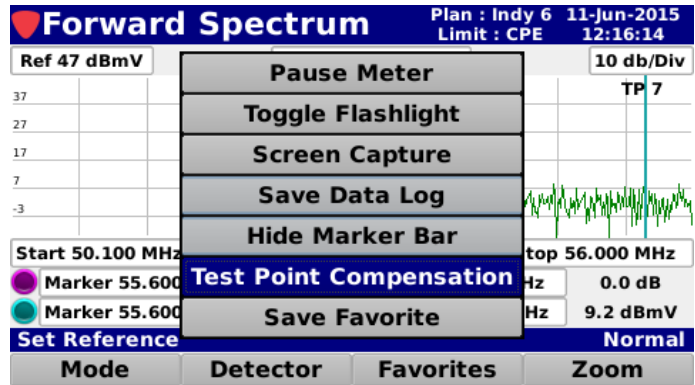 Forward Spectrum
Plan : Indy 6 11-Jun-2015
Limit : CPE 12:16:14
Ref 47 dBmV
10 db/Div
Pause Meter
TP 7
37
Toggle Flashlight
27
Screen Capture
17
Save Data Log
7
-3
Hide Marker Bar
Start 50.100 MHz
top 56.000 MHz
Test Point Compensation
Marker 55.600
Hz 0.0 dB
Save Favorite
Marker 55.600
Hz 9.2 dBmV
Set Reference
Normal
Mode Detector Favorites Zoom